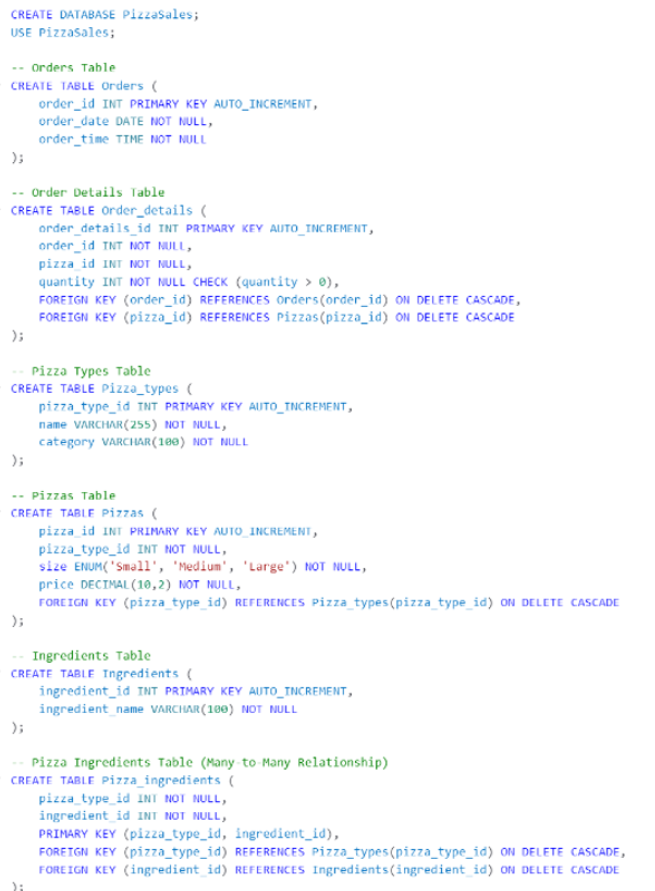 CREATE DATABASE PizzaSales;
USE PizzaSales;
-- Orders Table
CREATE TABLE Orders (
order_id INT PRIMARY KEY AUTO_INCREMENT,
order_date DATE NOT NULL,
order_time TIME NOT NULL
);
-- Order Details Table
CREATE TABLE Order_details (
order_details_id INT PRIMARY KEY AUTO_INCREMENT,
order_id INT NOT NULL,
pizza_id INT NOT NULL,
quantity INT NOT NULL CHECK (quantity > 0),
FOREIGN KEY (order_id) REFERENCES Orders(order_id) ON DELETE CASCADE,
FOREIGN KEY (pizza_id) REFERENCES Pizzas(pizza_id) ON DELETE CASCADE
);
-- Pizza Types Table
CREATE TABLE Pizza_types (
pizza_type_id INT PRIMARY KEY AUTO_INCREMENT,
name VARCHAR(255) NOT NULL,
category VARCHAR(100) NOT NULL
);
-- Pizzas Table
CREATE TABLE Pizzas (
pizza_id INT PRIMARY KEY AUTO_INCREMENT,
pizza_type_id INT NOT NULL,
size ENUM('Small', 'Medium', 'Large') NOT NULL,
price DECIMAL(10,2) NOT NULL,
FOREIGN KEY (pizza_type_id) REFERENCES Pizza_types(pizza_type_id) ON DELETE CASCADE
);
-- Ingredients Table
CREATE TABLE Ingredients (
ingredient_id INT PRIMARY KEY AUTO_INCREMENT,
ingredient_name VARCHAR(100) NOT NULL
);
-- Pizza Ingredients Table (Many-to-Many Relationship)
CREATE TABLE Pizza_ingredients (
pizza_type_id INT NOT NULL,
ingredient_id INT NOT NULL,
PRIMARY KEY (pizza_type_id, ingredient_id),
FOREIGN KEY (pizza_type_id) REFERENCES Pizza_types(pizza_type_id) ON DELETE CASCADE,
FOREIGN KEY (ingredient_id) REFERENCES Ingredients(ingredient_id) ON DELETE CASCADE
);